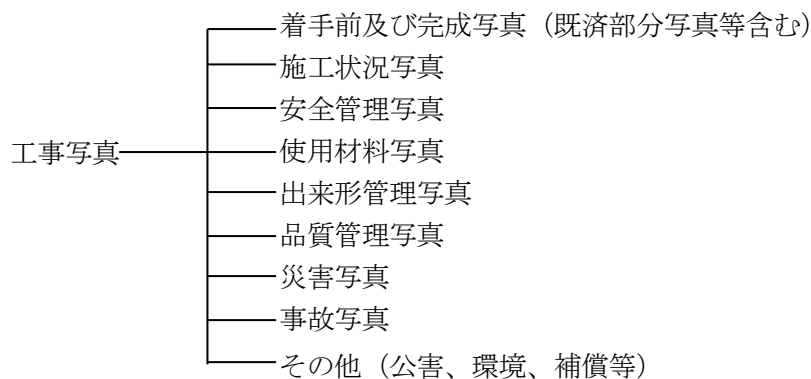 着手前及び完成写真（既済部分写真等含む）
施工状況写真
安全管理写真
工事写真
使用材料写真
出来形管理写真
品質管理写真
災害写真
事故写真
その他（公害、環境、補償等）